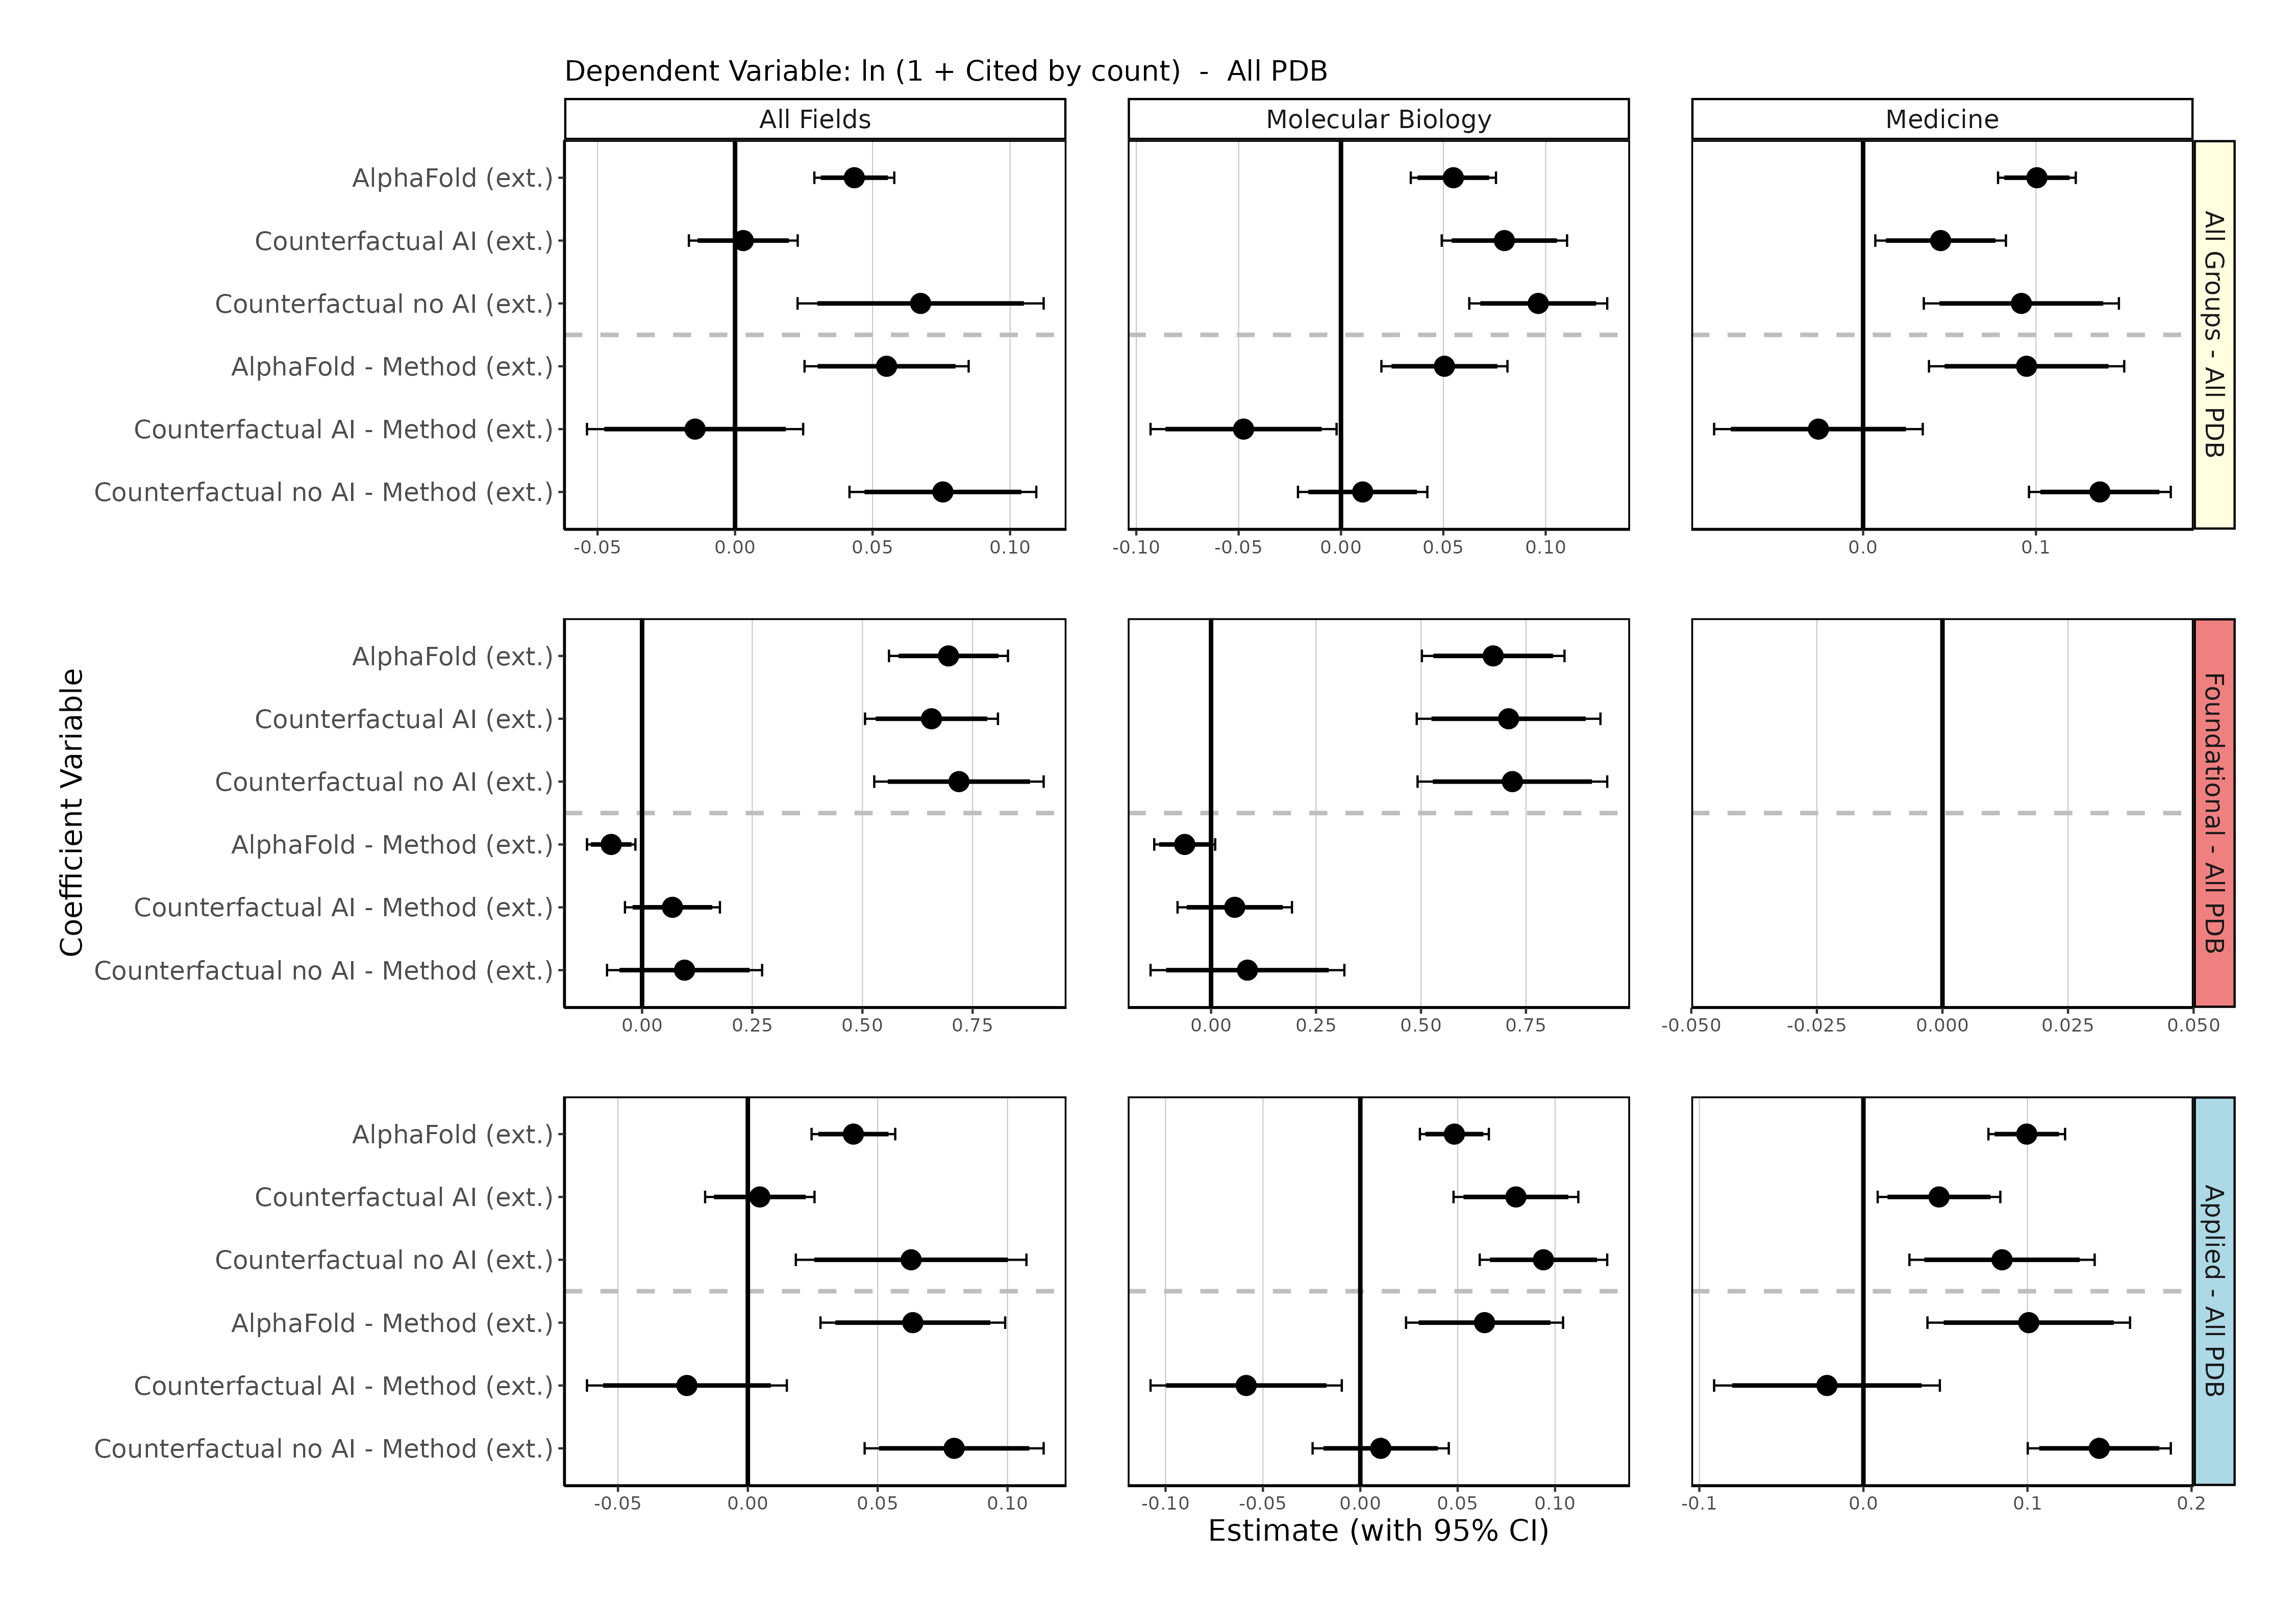 Dependent Variable: ln (1 + Cited by count)  -  All PDB
All Fields
Molecular Biology
Medicine
AlphaFold (ext.)
Counterfactual AI (ext.)
Counterfactual no AI (ext.)
AlphaFold - Method (ext.)
Counterfactual AI - Method (ext.)
Counterfactual no AI - Method (ext.)
All Groups - All PDB
-0.05 0.00 0.05 0.10
-0.10 -0.05 0.00 0.05 0.10
0.0 0.1
Coefficient Variable
AlphaFold (ext.)
Counterfactual AI (ext.)
Counterfactual no AI (ext.)
AlphaFold - Method (ext.)
Counterfactual AI - Method (ext.)
Counterfactual no AI - Method (ext.)
Foundational - All PDB
0.00 0.25 0.50 0.75
0.00 0.25 0.50 0.75
-0.050 -0.025 0.000 0.025 0.050
AlphaFold (ext.)
Counterfactual AI (ext.)
Counterfactual no AI (ext.)
AlphaFold - Method (ext.)
Counterfactual AI - Method (ext.)
Counterfactual no AI - Method (ext.)
Applied - All PDB
-0.05 0.00 0.05 0.10
-0.10 -0.05 0.00 0.05 0.10
-0.1 0.0 0.1 0.2
Estimate (with 95% CI)